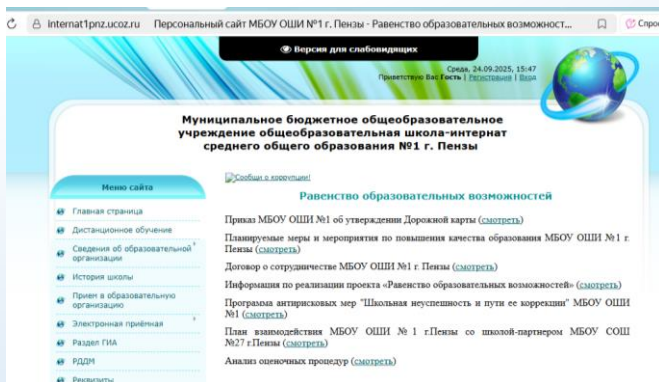 internat1pnz.ucoz.ru Персональный сайт МБОУ ОШИ №1 г. Пензы - Равенство образовательных возможност...
Спро
Версия для слабовидящих
Среда, 24.09.2025, 15:47
Приветствую Вас Гость | Регистрация | Вход
Муниципальное бюджетное общеобразовательное
учреждение общеобразовательная школа-интернат
среднего общего образования №1 г. Пензы
Меню сайта
Главная страница
Дистанционное обучение
Сведения об образовательной
организации
История школы
Прием в образовательную
организацию
Электронная приёмная
Раздел ГИА
РДДМ
Реквизиты
Сообщи о коррупции!
Равенство образовательных возможностей
Приказ МБОУ ОШИ №1 об утверждении Дорожной карты (смотреть)
Планируемые меры и мероприятия по повышения качества образования МБОУ ОШИ №1 г.
Пензы (смотреть)
Договор о сотрудничестве МБОУ ОШИ №1 г. Пензы (смотреть)
Информация по реализации проекта «Равенство образовательных возможностей» (смотреть)
Программа антирисковых мер "Школьная неуспешность и пути ее коррекции" МБОУ ОШИ
№1 (смотреть)
План взаимодействия МБОУ ОШИ № 1 г.Пензы со школой-партнером МБОУ СОШ
№27 г.Пензы (смотреть)
Анализ оценочных процедур (смотреть)